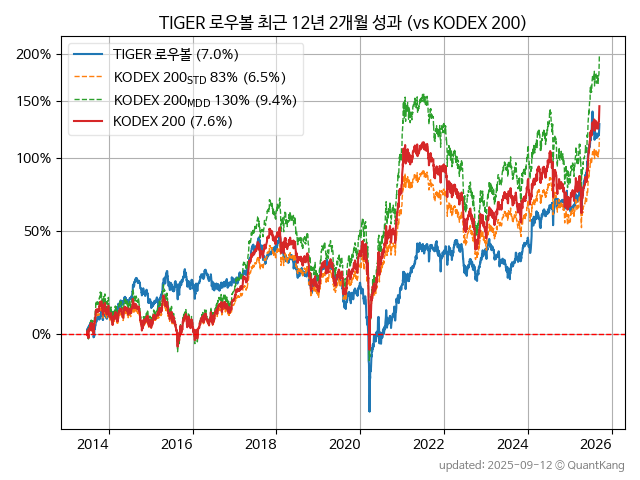 TIGER 로우볼 최근 12년 2개월 성과 (vs KODEX 200)
TIGER 로우볼 (7.0%)
KODEX 200STD 83% (6.5%)
KODEX 200MDD 130% (9.4%)
KODEX 200 (7.6%)
200%
150%
100%
50%
0%
2014 2016 2018 2020 2022 2024 2026
updated: 2025-09-12 © QuantKang